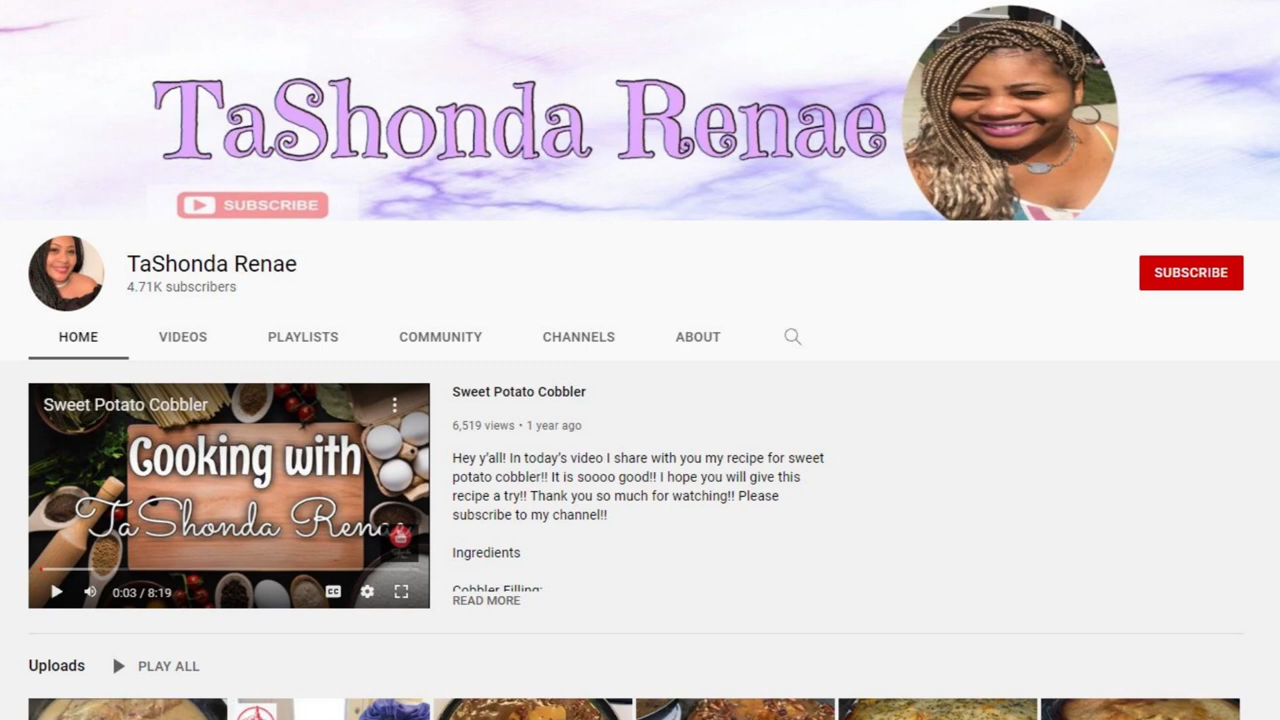 TaShonda Renae
SUBSCRIBE
TaShonda Renae
4.71K subscribers
SUBSCRIBE
HOME VIDEOS PLAYLISTS COMMUNITY CHANNELS ABOUT
Sweet Potato Cobbler
Cooking with
TaShonda Renae
0:03 / 8:19
CC
Sweet Potato Cobbler
6,519 views • 1 year ago
Hey y'all! In today's video I share with you my recipe for sweet
potato cobbler!! It is soooo good!! I hope you will give this
recipe a try!! Thank you so much for watching!! Please
subscribe to my channel!!
Ingredients
Cobbler Filling:
READ MORE
Uploads PLAY ALL